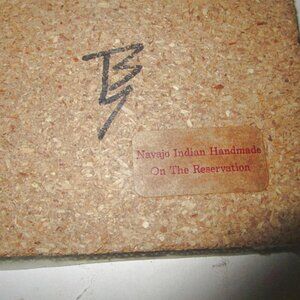 Navajo Indian Handmade
On The Reservation